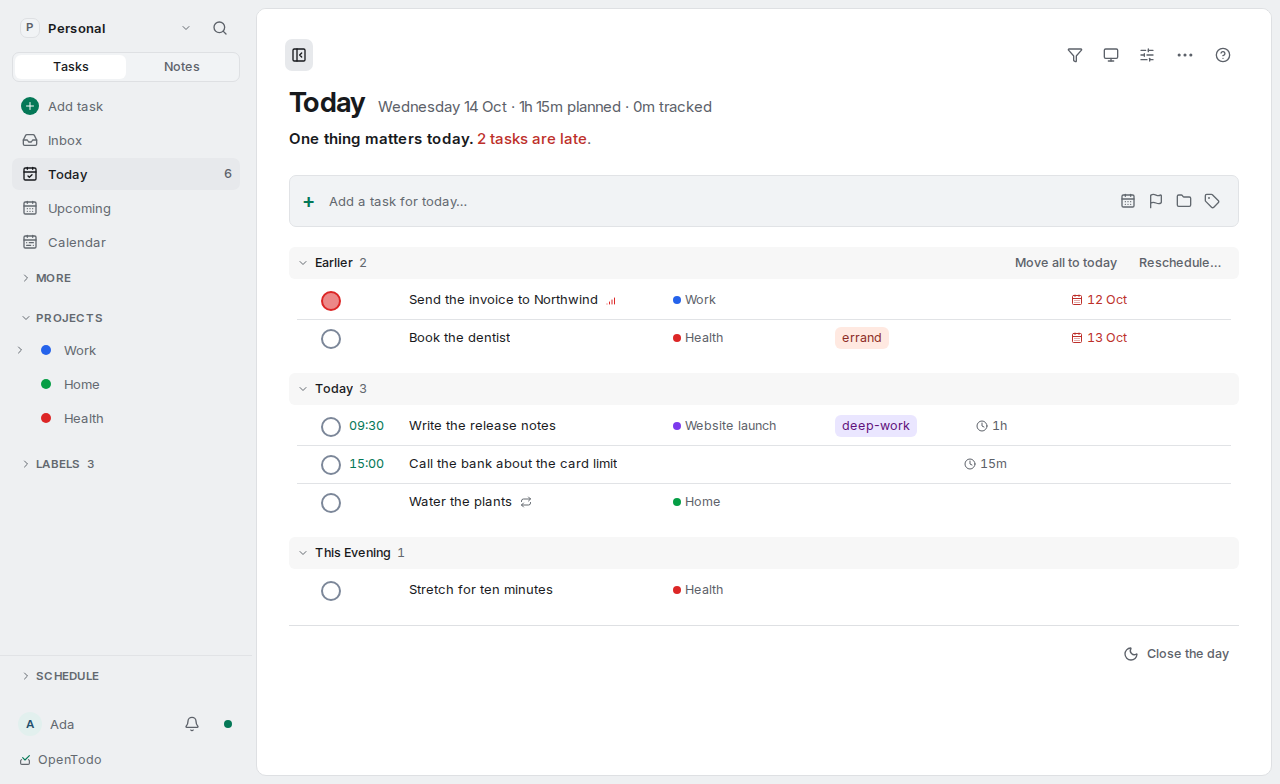 P Personal
Tasks Notes
Add task
Inbox
Today 6
Upcoming
Calendar
MORE
PROJECTS
Work
Home
Health
LABELS 3
SCHEDULE
A Ada
OpenTodo
Today Wednesday 14 Oct · 1h 15m planned · 0m tracked
One thing matters today. 2 tasks are late.
+ Add a task for today...
Earlier 2 Move all to today Reschedule...
Send the invoice to Northwind Work 12 Oct
Book the dentist Health errand 13 Oct
Today 3
09:30 Write the release notes Website launch deep-work 1h
15:00 Call the bank about the card limit 15m
Water the plants Home
This Evening 1
Stretch for ten minutes Health
Close the day